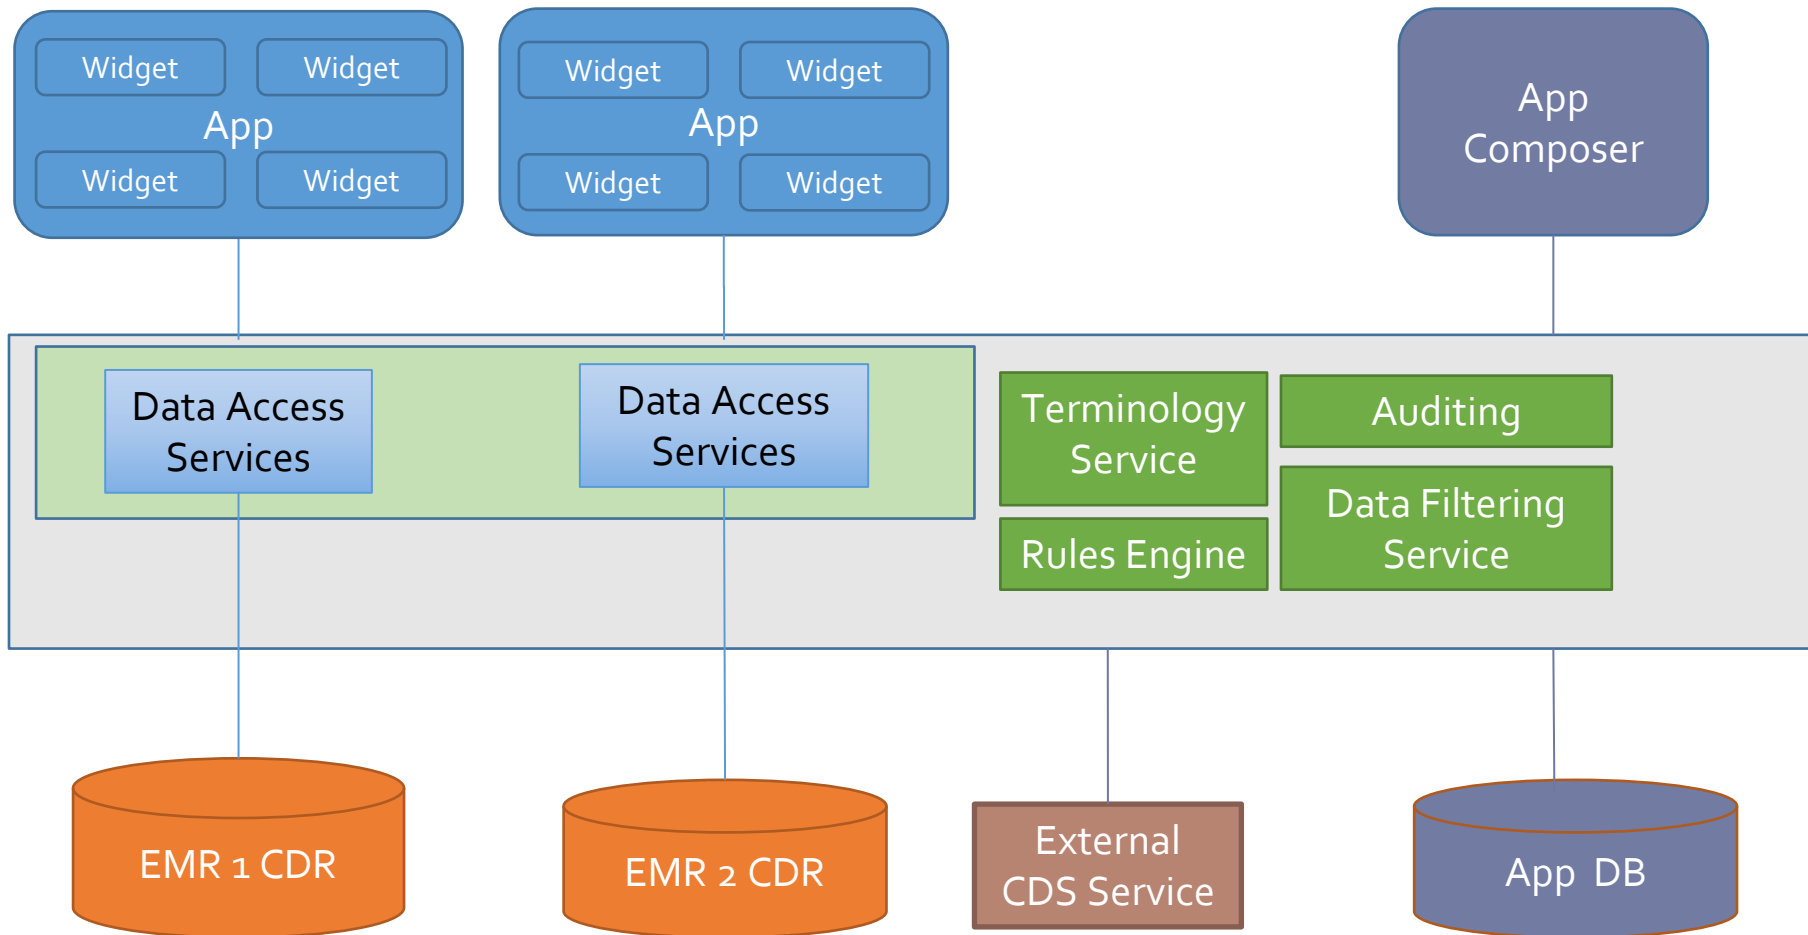 Widget
Widget
App
Widget
Widget
Widget
Widget
App
Widget
Widget
App
Composer
Data Access
Services
Data Access
Services
Terminology
Service
Auditing
Rules Engine
Data Filtering
Service
EMR 1 CDR
EMR 2 CDR
External
CDS Service
App DB